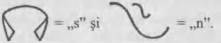 = „s” şi = „n”.